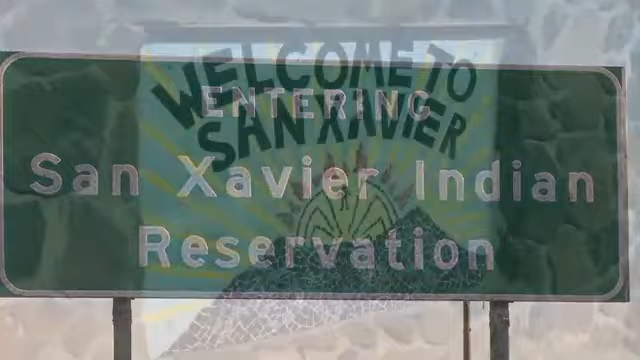 WELCOME TO
SAN XAVIER
ENTERING
San Xavier Indian
Reservation